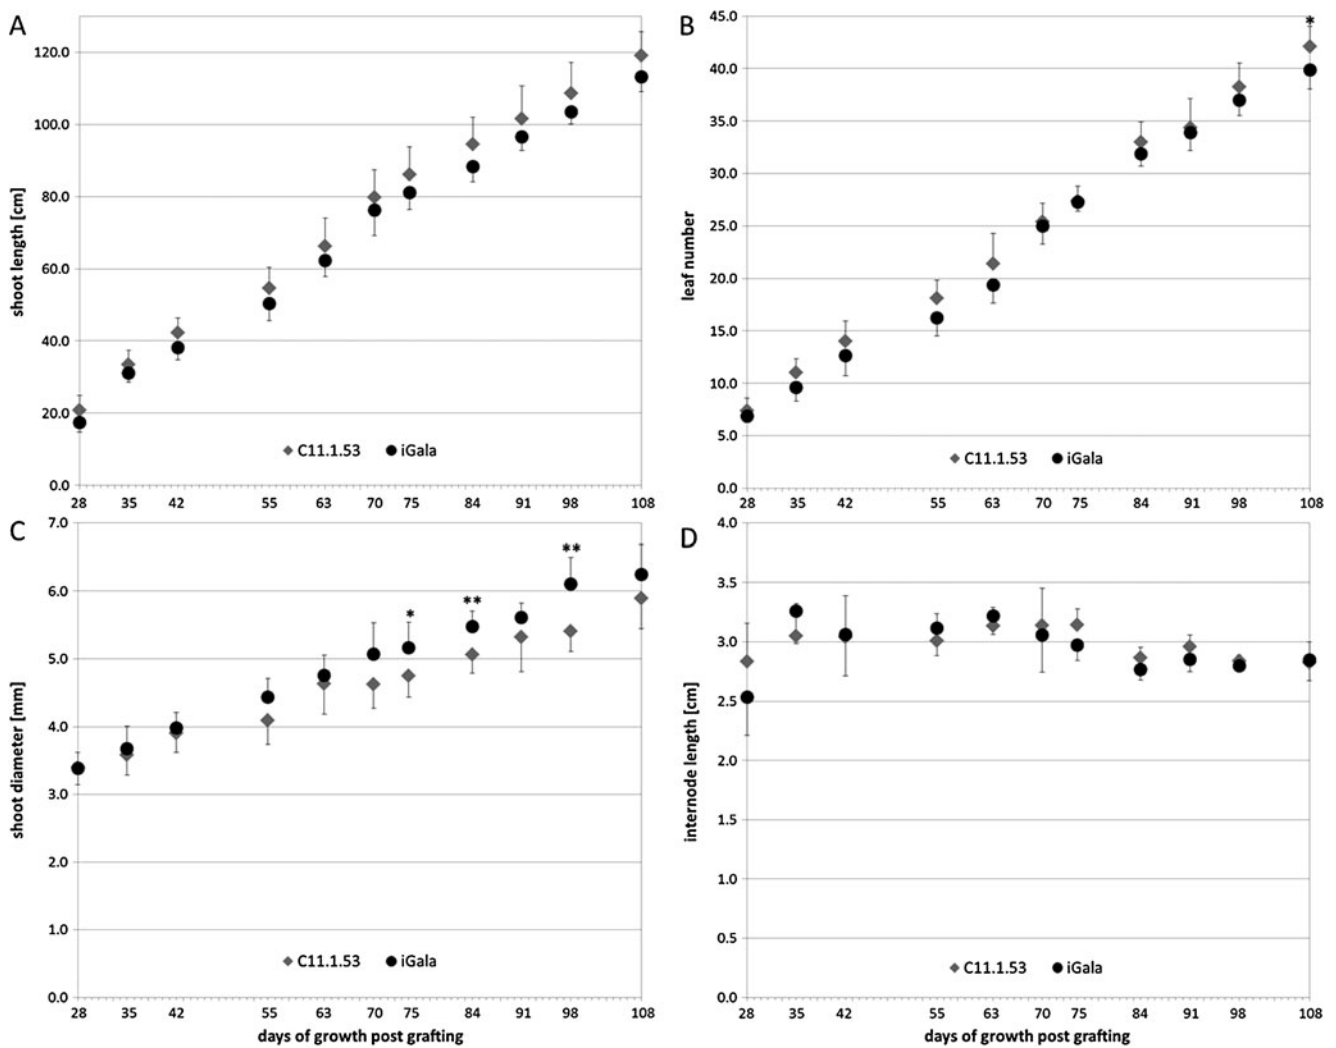 A
120.0
100.0
80.0
60.0
40.0
20.0
0.0
shoot length [cm]
C11.1.53 iGala
28 35 42 55 63 70 75 84 91 98 108
B
45.0
40.0
35.0
30.0
25.0
20.0
15.0
10.0
5.0
0.0
leaf number
*
C11.1.53 iGala
28 35 42 55 63 70 75 84 91 98 108
C
7.0
6.0
5.0
4.0
3.0
2.0
1.0
0.0
shoot diameter [mm]
* ** **
C11.1.53 iGala
28 35 42 55 63 70 75 84 91 98 108
days of growth post grafting
D
4.0
3.5
3.0
2.5
2.0
1.5
1.0
0.5
0.0
internode length [cm]
C11.1.53 iGala
28 35 42 55 63 70 75 84 91 98 108
days of growth post grafting